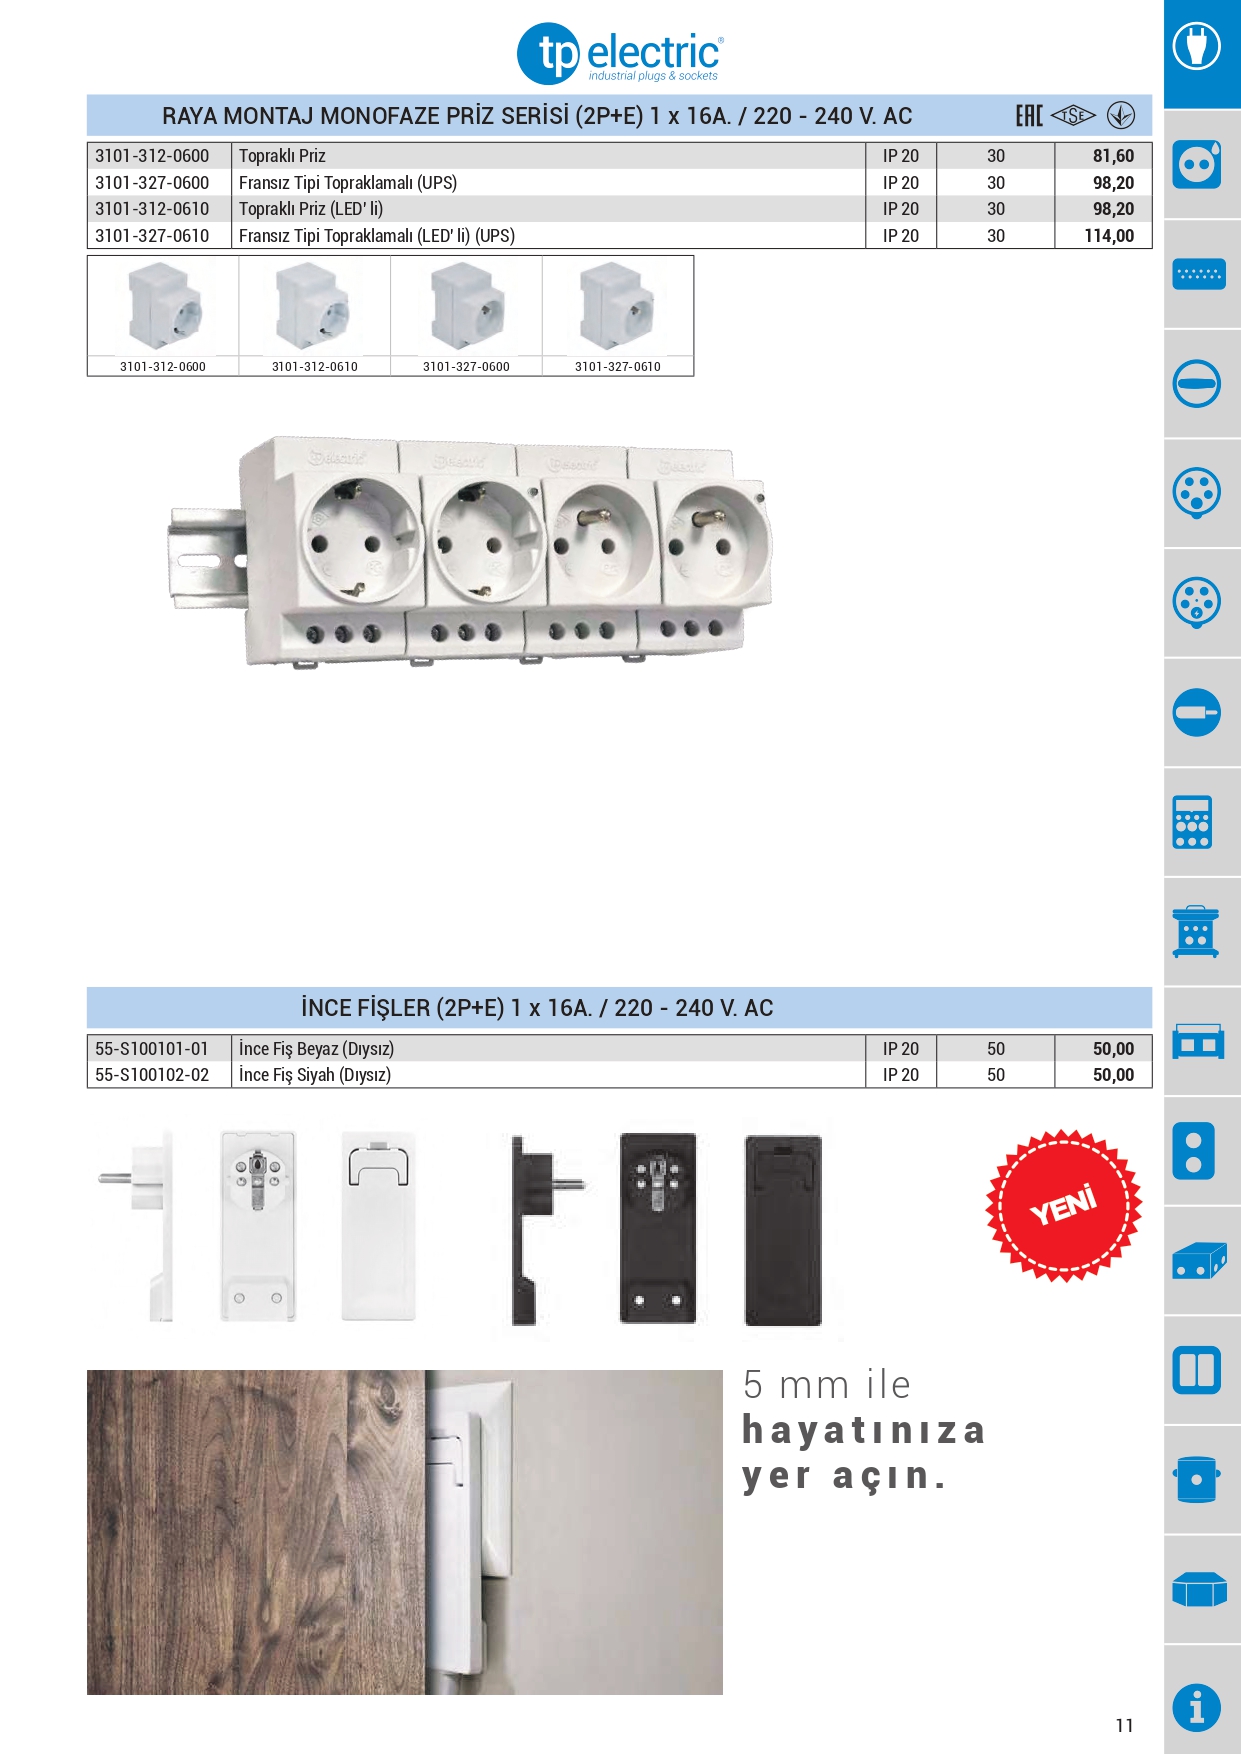 tp electric®
industrial plugs & sockets
RAYA MONTAJ MONOFAZE PRİZ SERİSİ (2P+E) 1 x 16A. / 220 - 240 V. AC EAC TSE
3101-312-0600 Topraklı Priz IP 20 30 81,60
3101-327-0600 Fransız Tipi Topraklamalı (UPS) IP 20 30 98,20
3101-312-0610 Topraklı Priz (LED' li) IP 20 30 98,20
3101-327-0610 Fransız Tipi Topraklamalı (LED' li) (UPS) IP 20 30 114,00
3101-312-0600 3101-312-0610 3101-327-0600 3101-327-0610
electric electric electric electric
İNCE FİŞLER (2P+E) 1 x 16A. / 220 - 240 V. AC
55-S100101-01 İnce Fiş Beyaz (Dıysız) IP 20 50 50,00
55-S100102-02 İnce Fiş Siyah (Dıysız) IP 20 50 50,00
YENİ
5 mm ile
hayatınıza
yer açın.
11